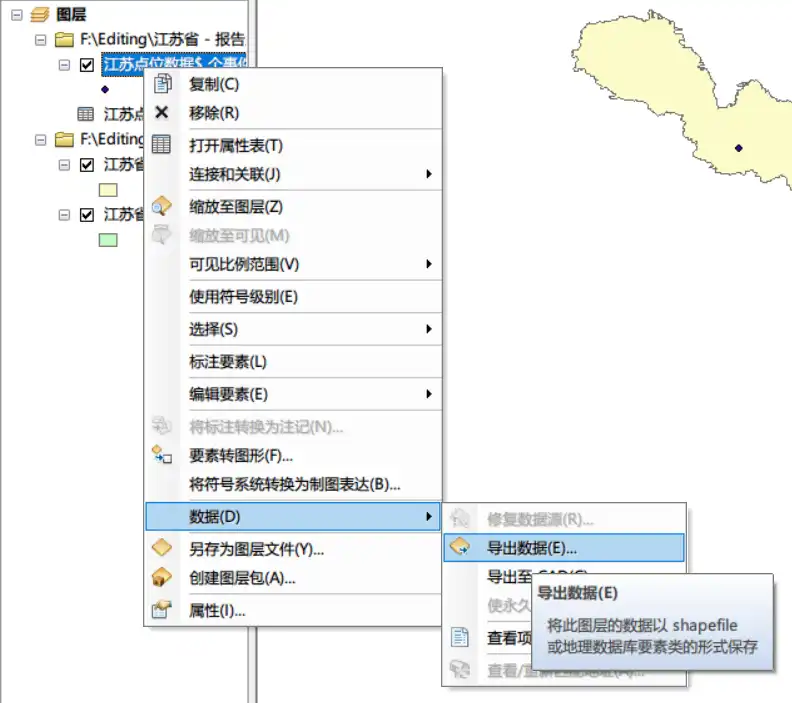 图层
F:\Editing\江苏省 - 报告
江苏点位数据$ 个事件
江苏点
F:\Editing
江苏省
江苏省
复制(C)
移除(R)
打开属性表(T)
连接和关联(J)
缩放至图层(Z)
缩放至可见(M)
可见比例范围(V)
使用符号级别(E)
选择(S)
标注要素(L)
编辑要素(E)
将标注转换为注记(N)...
要素转图形(F)...
将符号系统转换为制图表达(B)...
数据(D)
另存为图层文件(Y)...
创建图层包(A)...
属性(I)...
修复数据源(R)...
导出数据(E)...
导出至 CAD(C)...
使永久
查看项
查看/重新匹配地址(A)...
导出数据(E)
将此图层的数据以 shapefile
或地理数据库要素类的形式保存